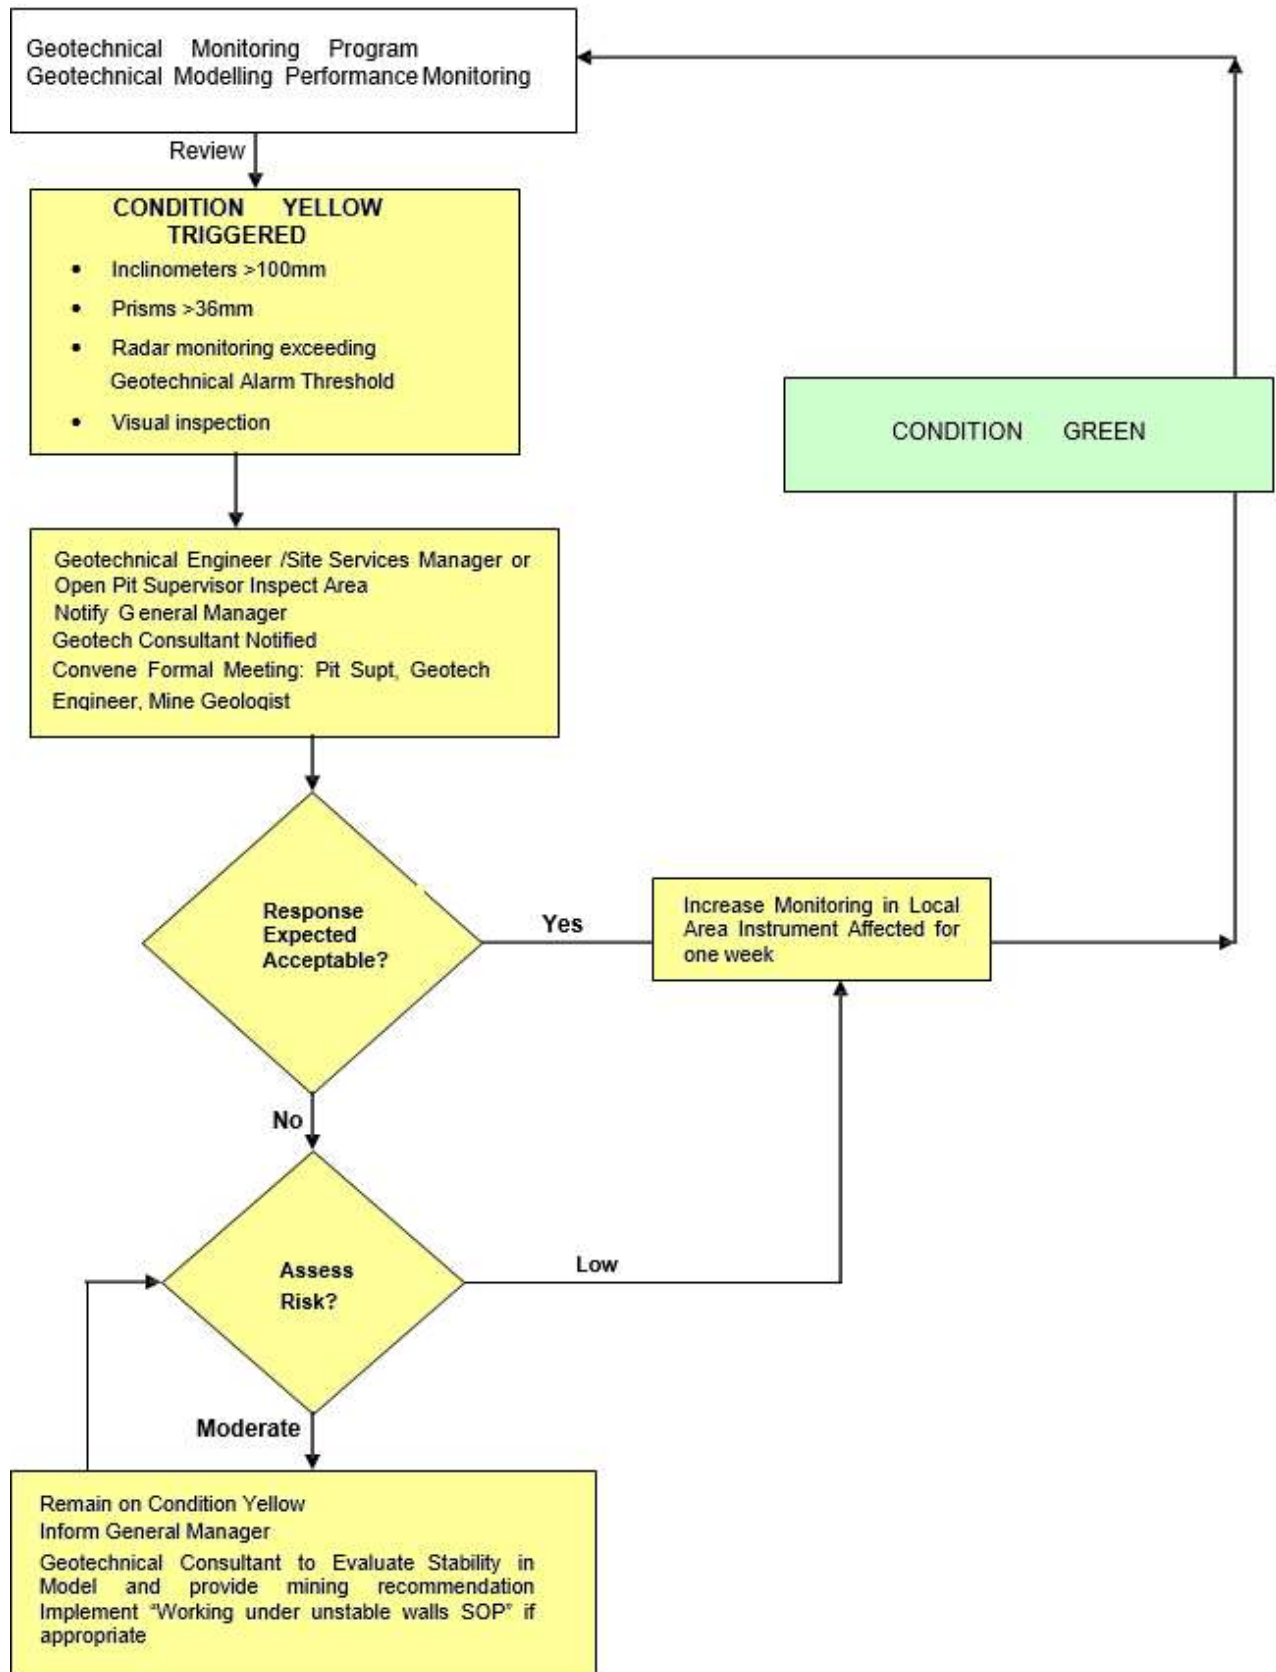 Geotechnical Monitoring Program
Geotechnical Modelling Performance Monitoring
Review
CONDITION YELLOW
TRIGGERED
• Inclinometers >100mm
• Prisms >36mm
• Radar monitoring exceeding
Geotechnical Alarm Threshold
• Visual inspection
CONDITION GREEN
Geotechnical Engineer /Site Services Manager or
Open Pit Supervisor Inspect Area
Notify General Manager
Geotech Consultant Notified
Convene Formal Meeting: Pit Supt, Geotech
Engineer, Mine Geologist
Response
Expected
Acceptable?
Yes
Increase Monitoring in Local
Area Instrument Affected for
one week
No
Assess
Risk?
Low
Moderate
Remain on Condition Yellow
Inform General Manager
Geotechnical Consultant to Evaluate Stability in
Model and provide mining recommendation
Implement “Working under unstable walls SOP” if
appropriate